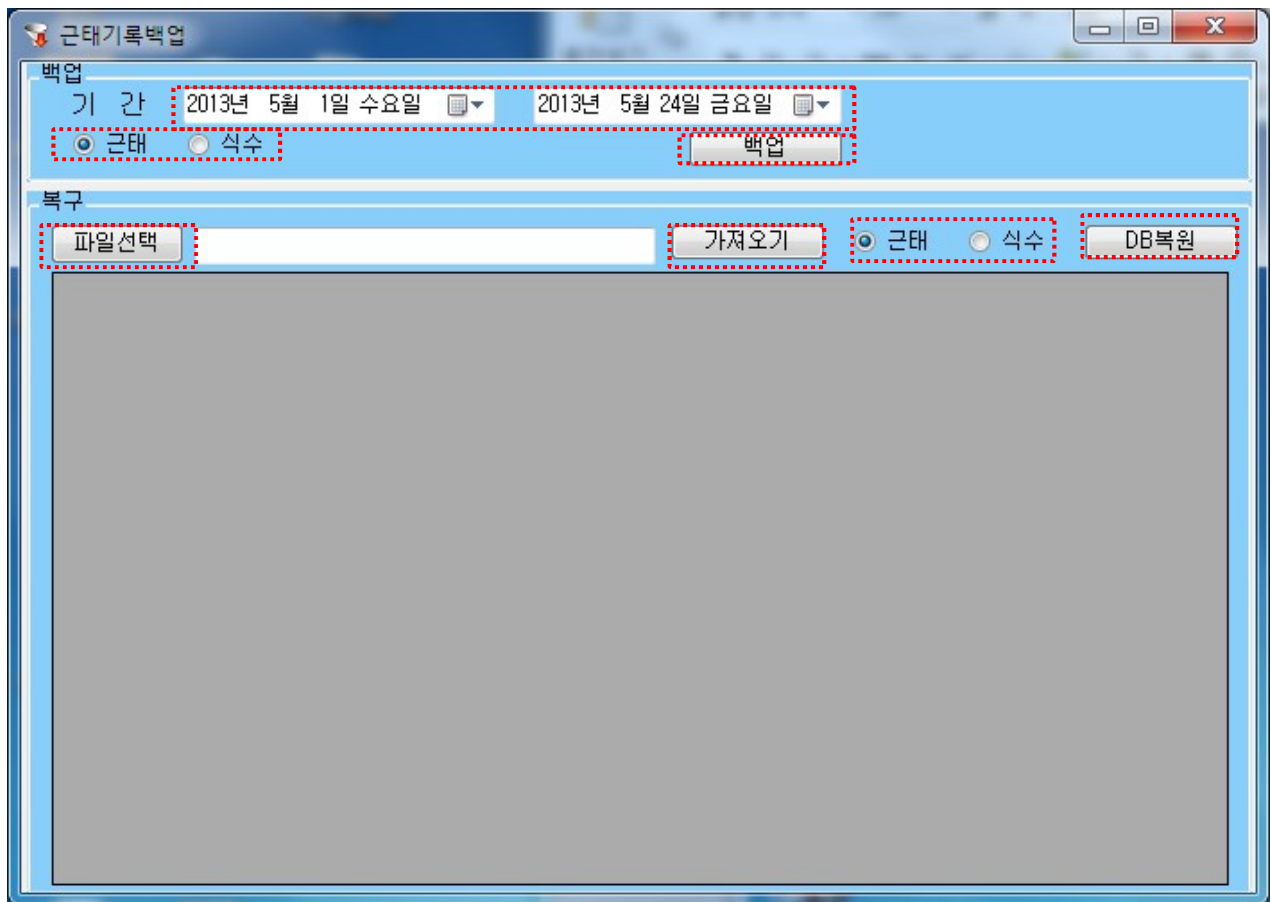 근태기록백업
백업
기 간 2013년 5월 1일 수요일 2013년 5월 24일 금요일
근태 식수 백업
복구
파일선택 가져오기 근태 식수 DB복원